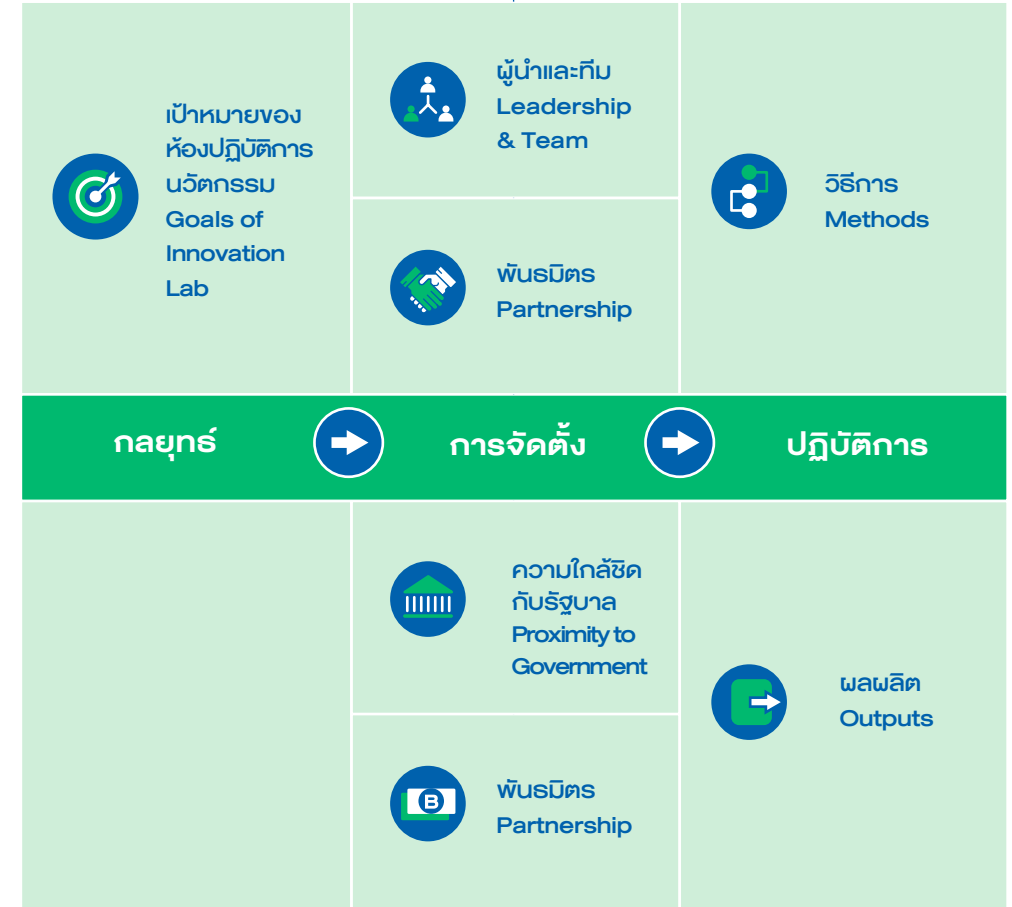 เป้าหมายของ
ห้องปฏิบัติการ
นวัตกรรม
Goals of
Innovation
Lab
ผู้นำและทีม
Leadership
& Team
พันธมิตร
Partnership
วิธีการ
Methods
กลยุทธ์
การจัดตั้ง
ปฏิบัติการ
ความใกล้ชิด
กับรัฐบาล
Proximity to
Government
B
พันธมิตร
Partnership
ผลผลิต
Outputs